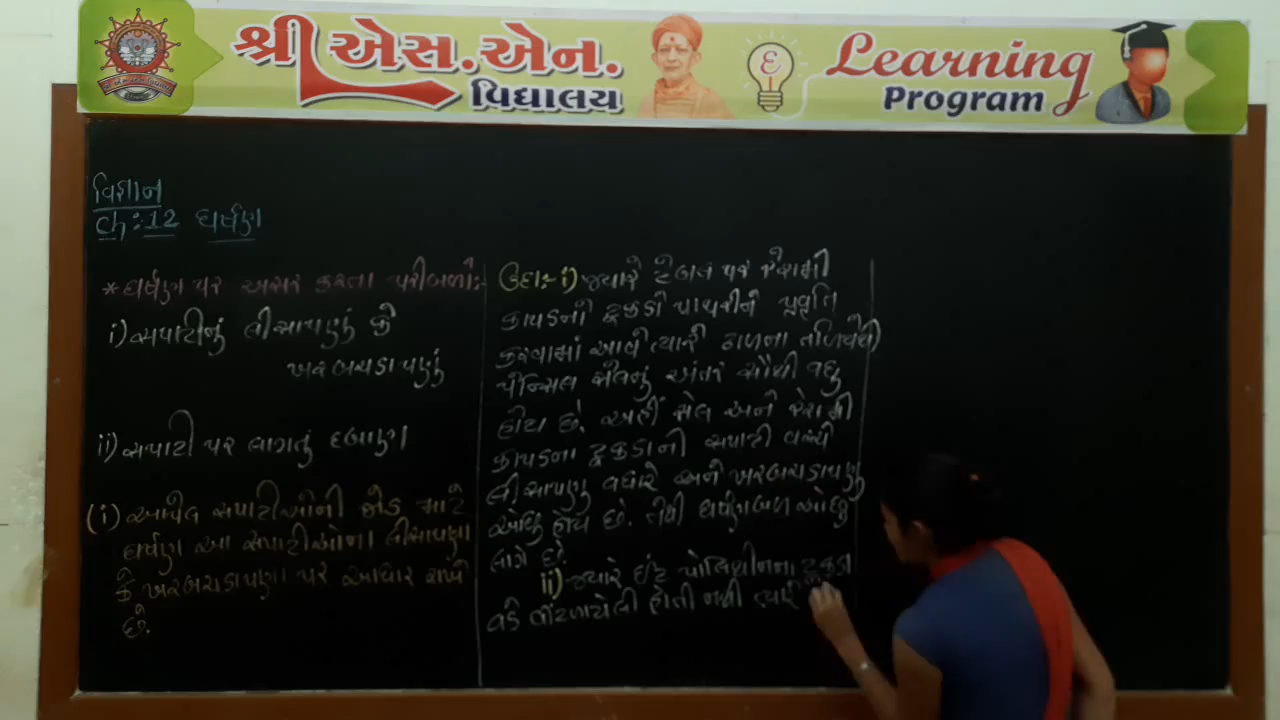 શ્રી એસ.એન.
વિદ્યાલય
Learning
Program
વિજ્ઞાન
ch:-12 ઘર્ષણ
* ઘર્ષણ પર અસર કરતા પરીબળો:-
i) સપાટીનું લીસાપણું કે
ખરબચડાપણું
ii) સપાટી પર લાગતું દબાણ
(i) આપેલ સપાટીઓની જોડ માટે
ઘર્ષણ આ સપાટીઓના લીસાપણા
કે ખરબચડાપણા પર આધાર રાખે
છે.
ઉદા:- i) જ્યારે ટેબલ પર રેશમી
કાપડનો ટુકડો પાથરીને પ્રવૃત્તિ
કરવામાં આવે ત્યારે ઢાળના તળિયેથી
પેન્સિલ સેલનું અંતર સૌથી વધુ
હોય છે. અહીં સેલ અને રેશમી
કાપડના ટુકડાની સપાટી વચ્ચે
લીસાપણુ વધારે અને ખરબચડાપણુ
ઓછુ હોય છે. તેથી ઘર્ષણબળ ઓછુ
લાગે છે.
ii) જ્યારે ઈંટ પોલિથીનના ટુકડા
વડે વીંટળાયેલી હોતી નથી ત્યારે